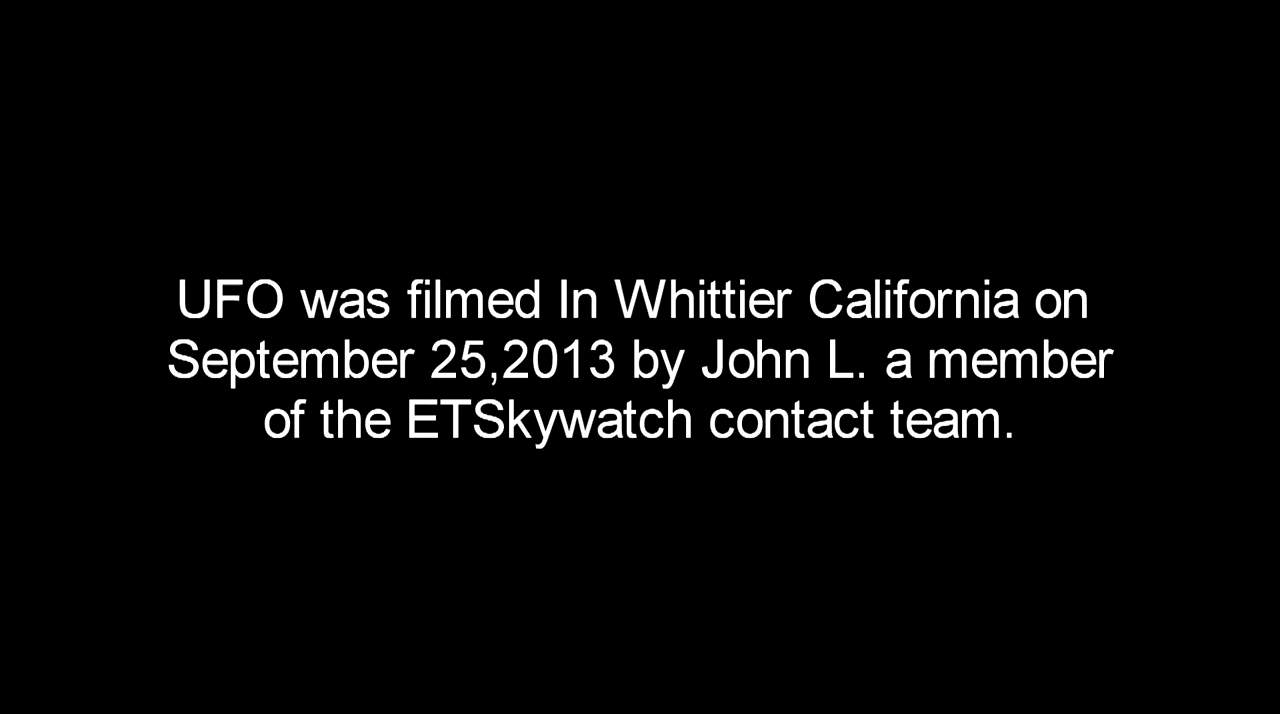 UFO was filmed In Whittier California on
September 25,2013 by John L. a member
of the ETSkywatch contact team.